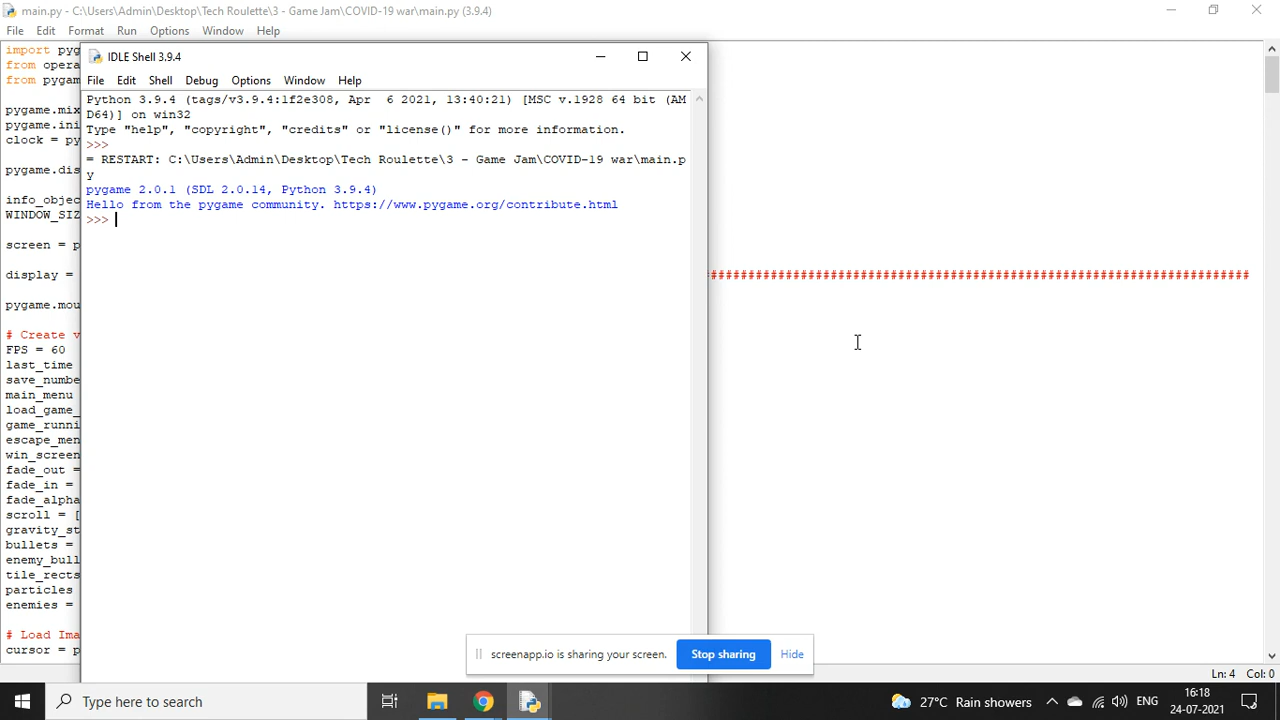 main.py - C:\Users\Admin\Desktop\Tech Roulette\3 - Game Jam\COVID-19 war\main.py (3.9.4)
File Edit Format Run Options Window Help
import pyg
from opera
from pygam
pygame.mix
pygame.ini
clock = py
pygame.dis
info_objec
WINDOW_SIZ
screen = p
display =
pygame.mou
# Create v
FPS = 60
last_time
save_numbe
main_menu
load_game_
game_runni
escape_men
win_screen
fade_out =
fade_in =
fade_alpha
scroll = [
gravity_st
bullets =
enemy_bull
tile_rects
particles
enemies =
# Load Ima
cursor = p
IDLE Shell 3.9.4
File Edit Shell Debug Options Window Help
Python 3.9.4 (tags/v3.9.4:1f2e308, Apr  6 2021, 13:40:21) [MSC v.1928 64 bit (AM
D64)] on win32
Type "help", "copyright", "credits" or "license()" for more information.
>>>
= RESTART: C:\Users\Admin\Desktop\Tech Roulette\3 - Game Jam\COVID-19 war\main.p
y
pygame 2.0.1 (SDL 2.0.14, Python 3.9.4)
Hello from the pygame community. https://www.pygame.org/contribute.html
>>>
########################################################################
screenapp.io is sharing your screen. Stop sharing Hide
Ln: 4 Col: 0
Type here to search
27°C Rain showers
ENG
16:18
24-07-2021